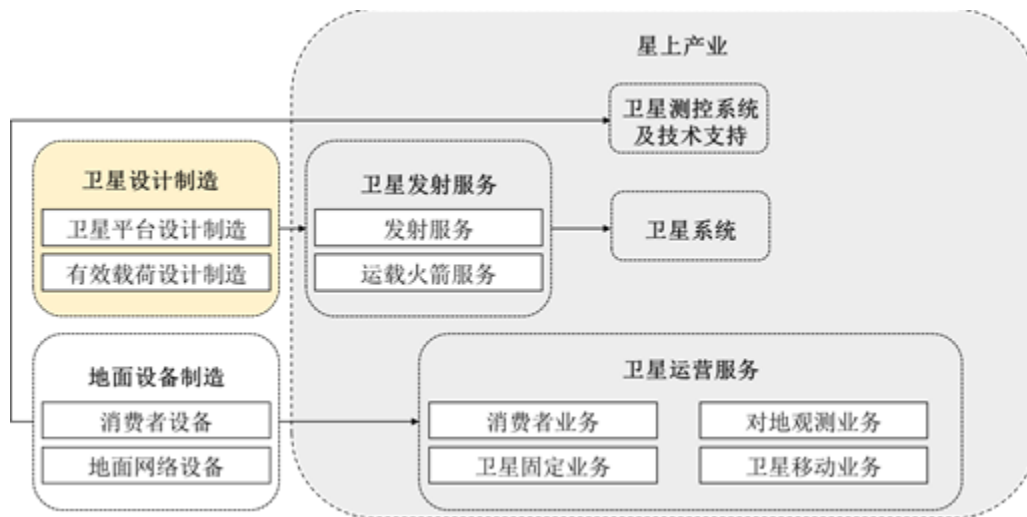 星上产业
卫星测控系统
及技术支持
卫星设计制造
卫星平台设计制造
有效载荷设计制造
卫星发射服务
发射服务
运载火箭服务
卫星系统
地面设备制造
消费者设备
地面网络设备
卫星运营服务
消费者业务
对地观测业务
卫星固定业务
卫星移动业务